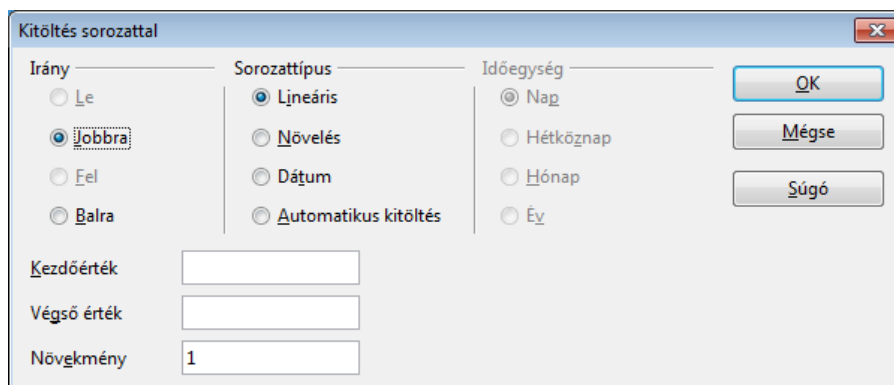 Kitöltés sorozattal
Irány
Le
Jobbra
Fel
Balra
Sorozattípus
Lineáris
Növelés
Dátum
Automatikus kitöltés
Időegység
Nap
Hétköznap
Hónap
Év
OK
Mégse
Súgó
Kezdőérték
Végső érték
Növekmény 1